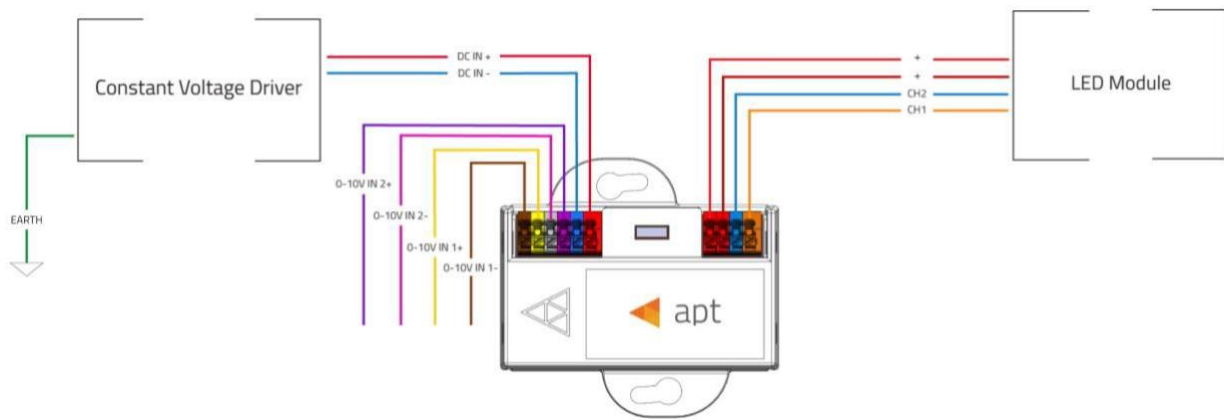 Constant Voltage Driver
DC IN +
DC IN -
+
+
CH2
CH1
LED Module
0-10V IN 2+
0-10V IN 2-
0-10V IN 1+
0-10V IN 1-
EARTH
apt